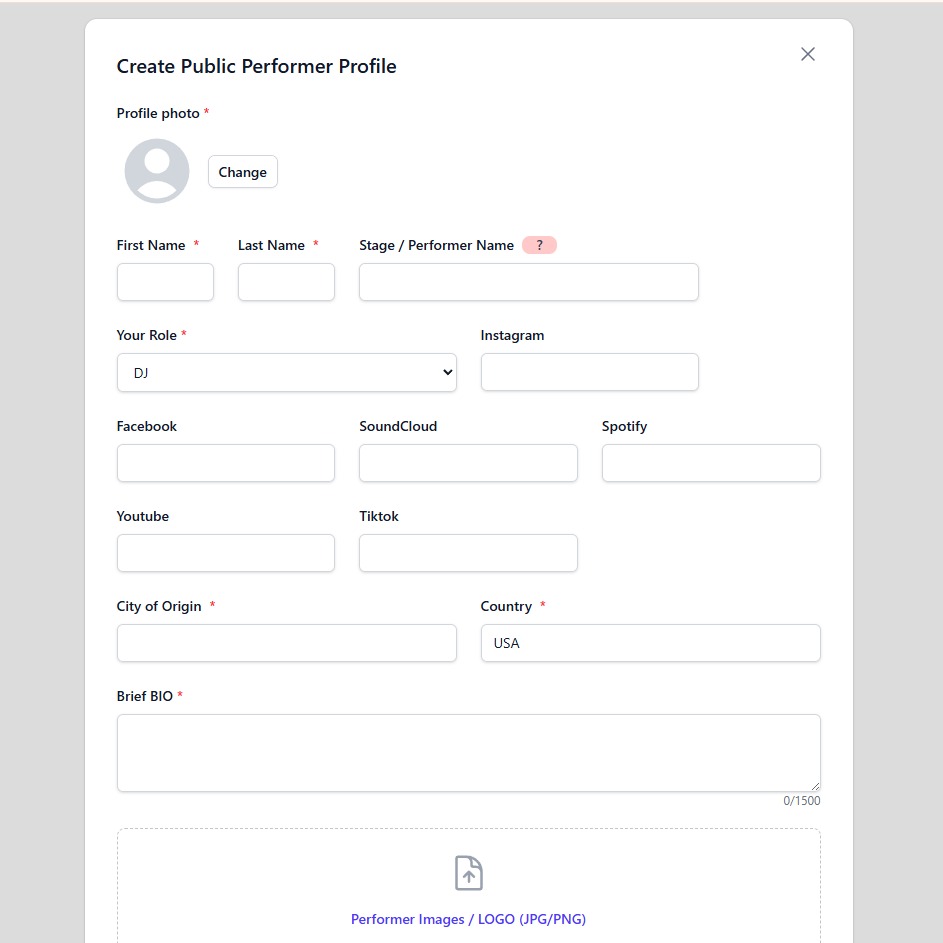 Create Public Performer Profile
Profile photo *
Change
First Name * Last Name * Stage / Performer Name ?
Your Role * Instagram
DJ
Facebook SoundCloud Spotify
Youtube Tiktok
City of Origin * Country *
USA
Brief BIO *
0/1500
Performer Images / LOGO (JPG/PNG)